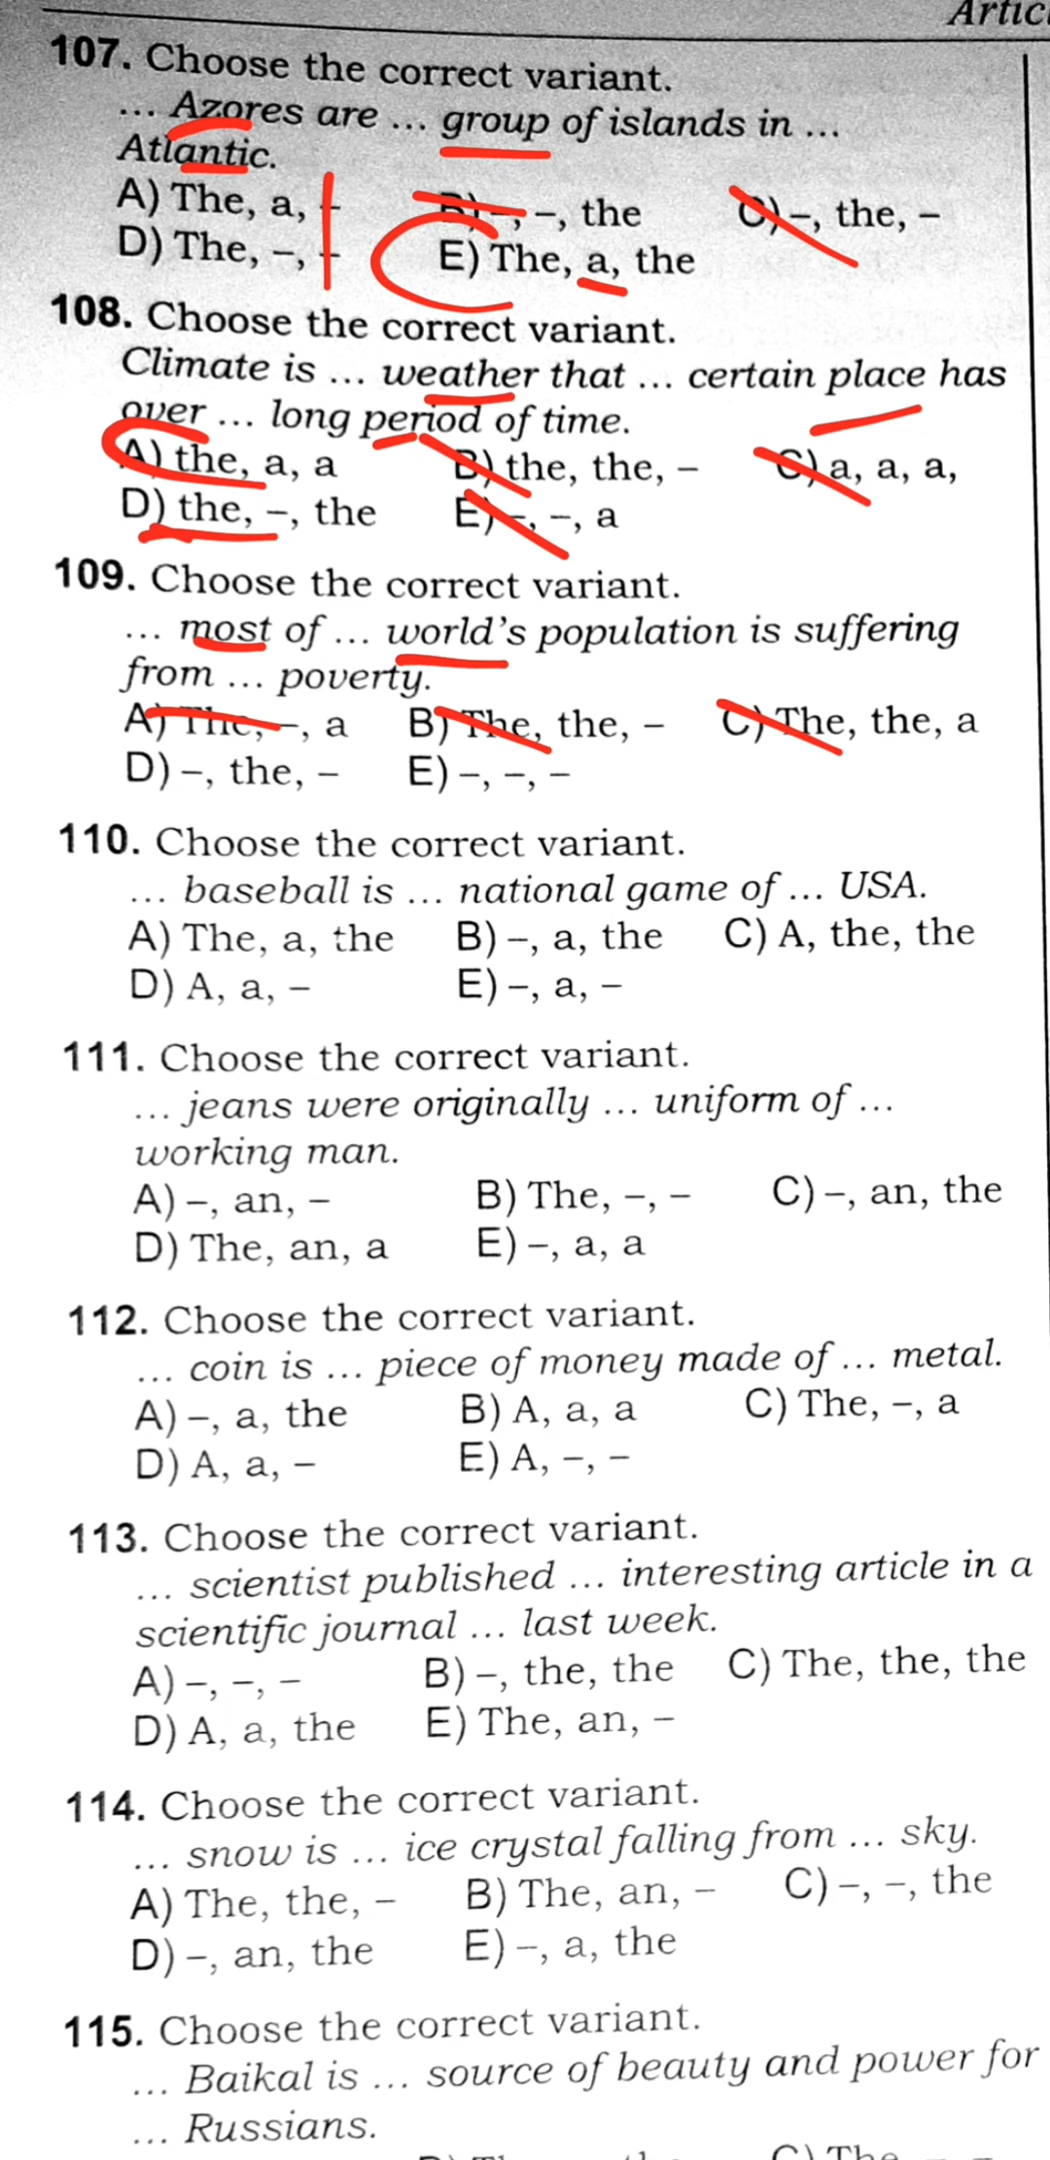 Artic
107. Choose the correct variant.
... Azores are ... group of islands in ...
Atlantic.
A) The, a, – B) –, –, the C) –, the, –
D) The, –, – E) The, a, the
108. Choose the correct variant.
Climate is ... weather that ... certain place has
over ... long period of time.
A) the, a, a B) the, the, – C) a, a, a,
D) the, –, the E) –, –, a
109. Choose the correct variant.
... most of ... world's population is suffering
from ... poverty.
A) The, –, a B) The, the, – C) The, the, a
D) –, the, – E) –, –, –
110. Choose the correct variant.
... baseball is ... national game of ... USA.
A) The, a, the B) –, a, the C) A, the, the
D) A, a, – E) –, a, –
111. Choose the correct variant.
... jeans were originally ... uniform of ...
working man.
A) –, an, – B) The, –, – C) –, an, the
D) The, an, a E) –, a, a
112. Choose the correct variant.
... coin is ... piece of money made of ... metal.
A) –, a, the B) A, a, a C) The, –, a
D) A, a, – E) A, –, –
113. Choose the correct variant.
... scientist published ... interesting article in a
scientific journal ... last week.
A) –, –, – B) –, the, the C) The, the, the
D) A, a, the E) The, an, –
114. Choose the correct variant.
... snow is ... ice crystal falling from ... sky.
A) The, the, – B) The, an, – C) –, –, the
D) –, an, the E) –, a, the
115. Choose the correct variant.
... Baikal is ... source of beauty and power for
... Russians.